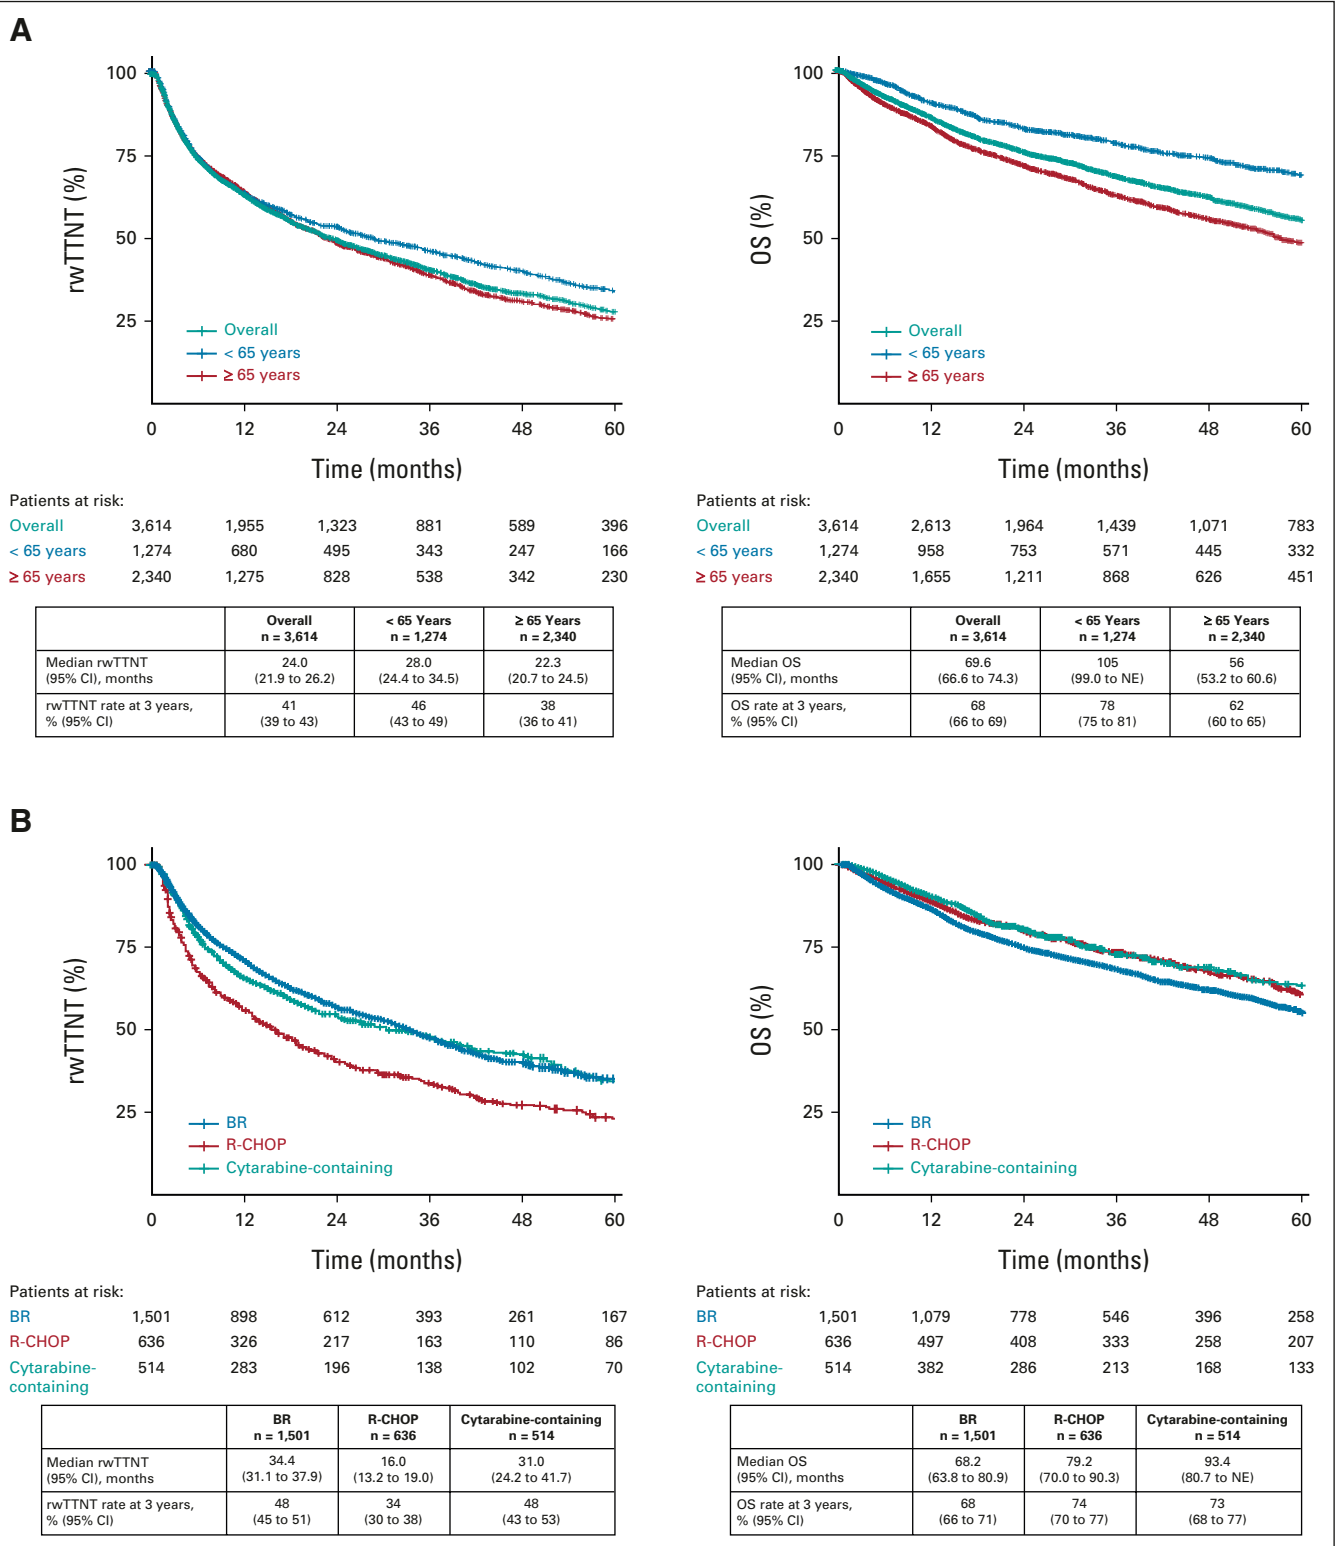 A
100
75
50
25
rwTTNT (%)
Overall
< 65 years
≥ 65 years
0 12 24 36 48 60
Time (months)
Patients at risk:
Overall 3,614 1,955 1,323 881 589 396
< 65 years 1,274 680 495 343 247 166
≥ 65 years 2,340 1,275 828 538 342 230
Overall < 65 Years ≥ 65 Years
n = 3,614 n = 1,274 n = 2,340
Median rwTTNT 24.0 28.0 22.3
(95% CI), months (21.9 to 26.2) (24.4 to 34.5) (20.7 to 24.5)
rwTTNT rate at 3 years, 41 46 38
% (95% CI) (39 to 43) (43 to 49) (36 to 41)
100
75
50
25
OS (%)
Overall
< 65 years
≥ 65 years
0 12 24 36 48 60
Time (months)
Patients at risk:
Overall 3,614 2,613 1,964 1,439 1,071 783
< 65 years 1,274 958 753 571 445 332
≥ 65 years 2,340 1,655 1,211 868 626 451
Overall < 65 Years ≥ 65 Years
n = 3,614 n = 1,274 n = 2,340
Median OS 69.6 105 56
(95% CI), months (66.6 to 74.3) (99.0 to NE) (53.2 to 60.6)
OS rate at 3 years, 68 78 62
% (95% CI) (66 to 69) (75 to 81) (60 to 65)
B
100
75
50
25
rwTTNT (%)
BR
R-CHOP
Cytarabine-containing
0 12 24 36 48 60
Time (months)
Patients at risk:
BR 1,501 898 612 393 261 167
R-CHOP 636 326 217 163 110 86
Cytarabine- 514 283 196 138 102 70
containing
BR R-CHOP Cytarabine-containing
n = 1,501 n = 636 n = 514
Median rwTTNT 34.4 16.0 31.0
(95% CI), months (31.1 to 37.9) (13.2 to 19.0) (24.2 to 41.7)
rwTTNT rate at 3 years, 48 34 48
% (95% CI) (45 to 51) (30 to 38) (43 to 53)
100
75
50
25
OS (%)
BR
R-CHOP
Cytarabine-containing
0 12 24 36 48 60
Time (months)
Patients at risk:
BR 1,501 1,079 778 546 396 258
R-CHOP 636 497 408 333 258 207
Cytarabine- 514 382 286 213 168 133
containing
BR R-CHOP Cytarabine-containing
n = 1,501 n = 636 n = 514
Median OS 68.2 79.2 93.4
(95% CI), months (63.8 to 80.9) (70.0 to 90.3) (80.7 to NE)
OS rate at 3 years, 68 74 73
% (95% CI) (66 to 71) (70 to 77) (68 to 77)